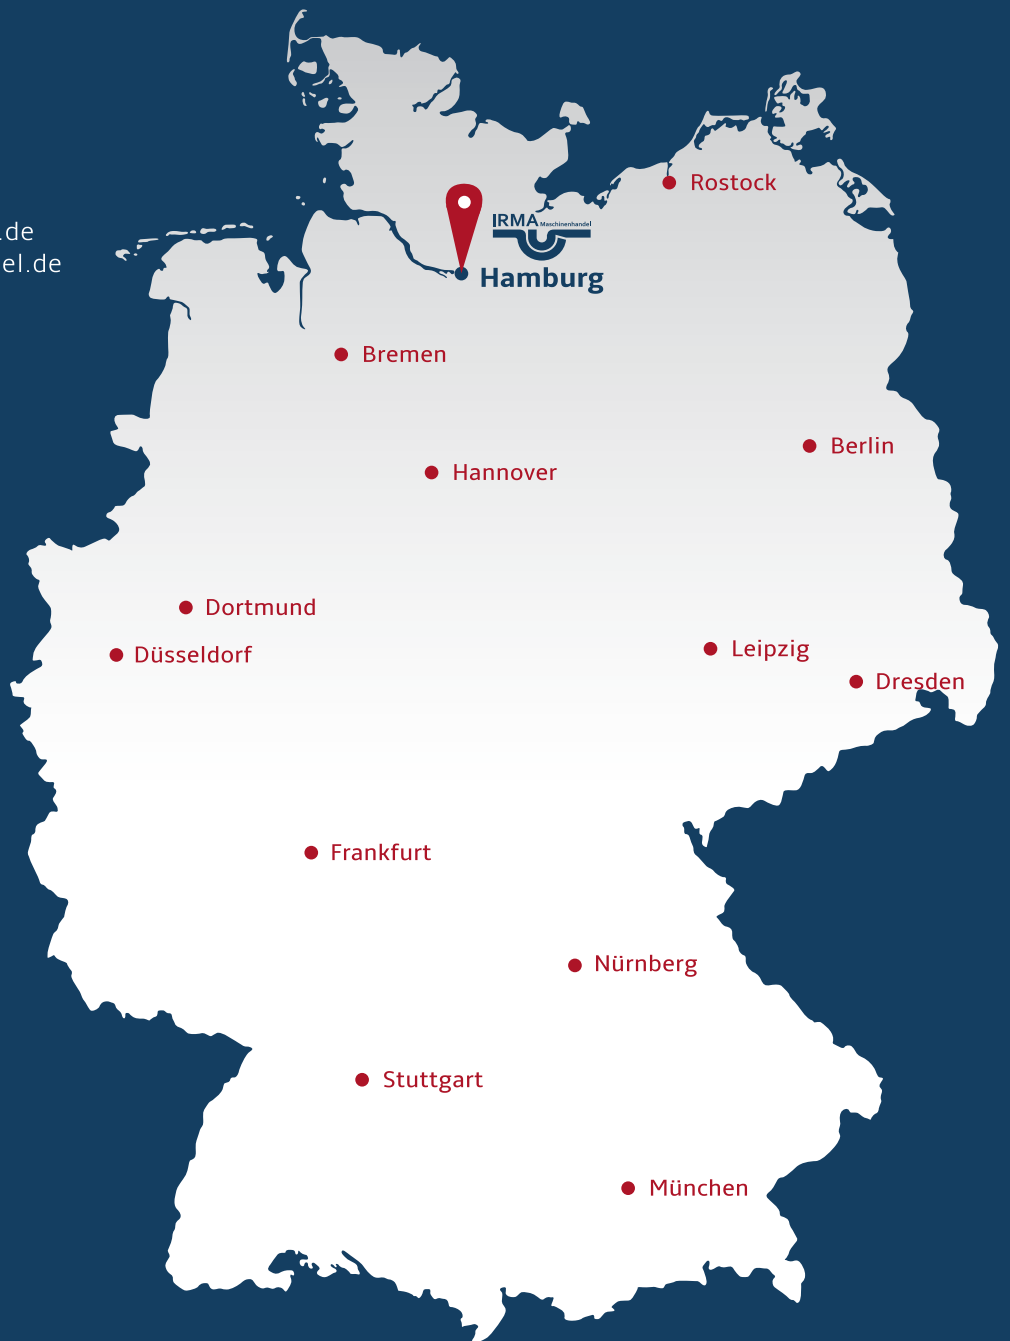 .de
el.de
Rostock
IRMA Maschinenhandel
Hamburg
Bremen
Berlin
Hannover
Dortmund
Düsseldorf
Leipzig
Dresden
Frankfurt
Nürnberg
Stuttgart
München